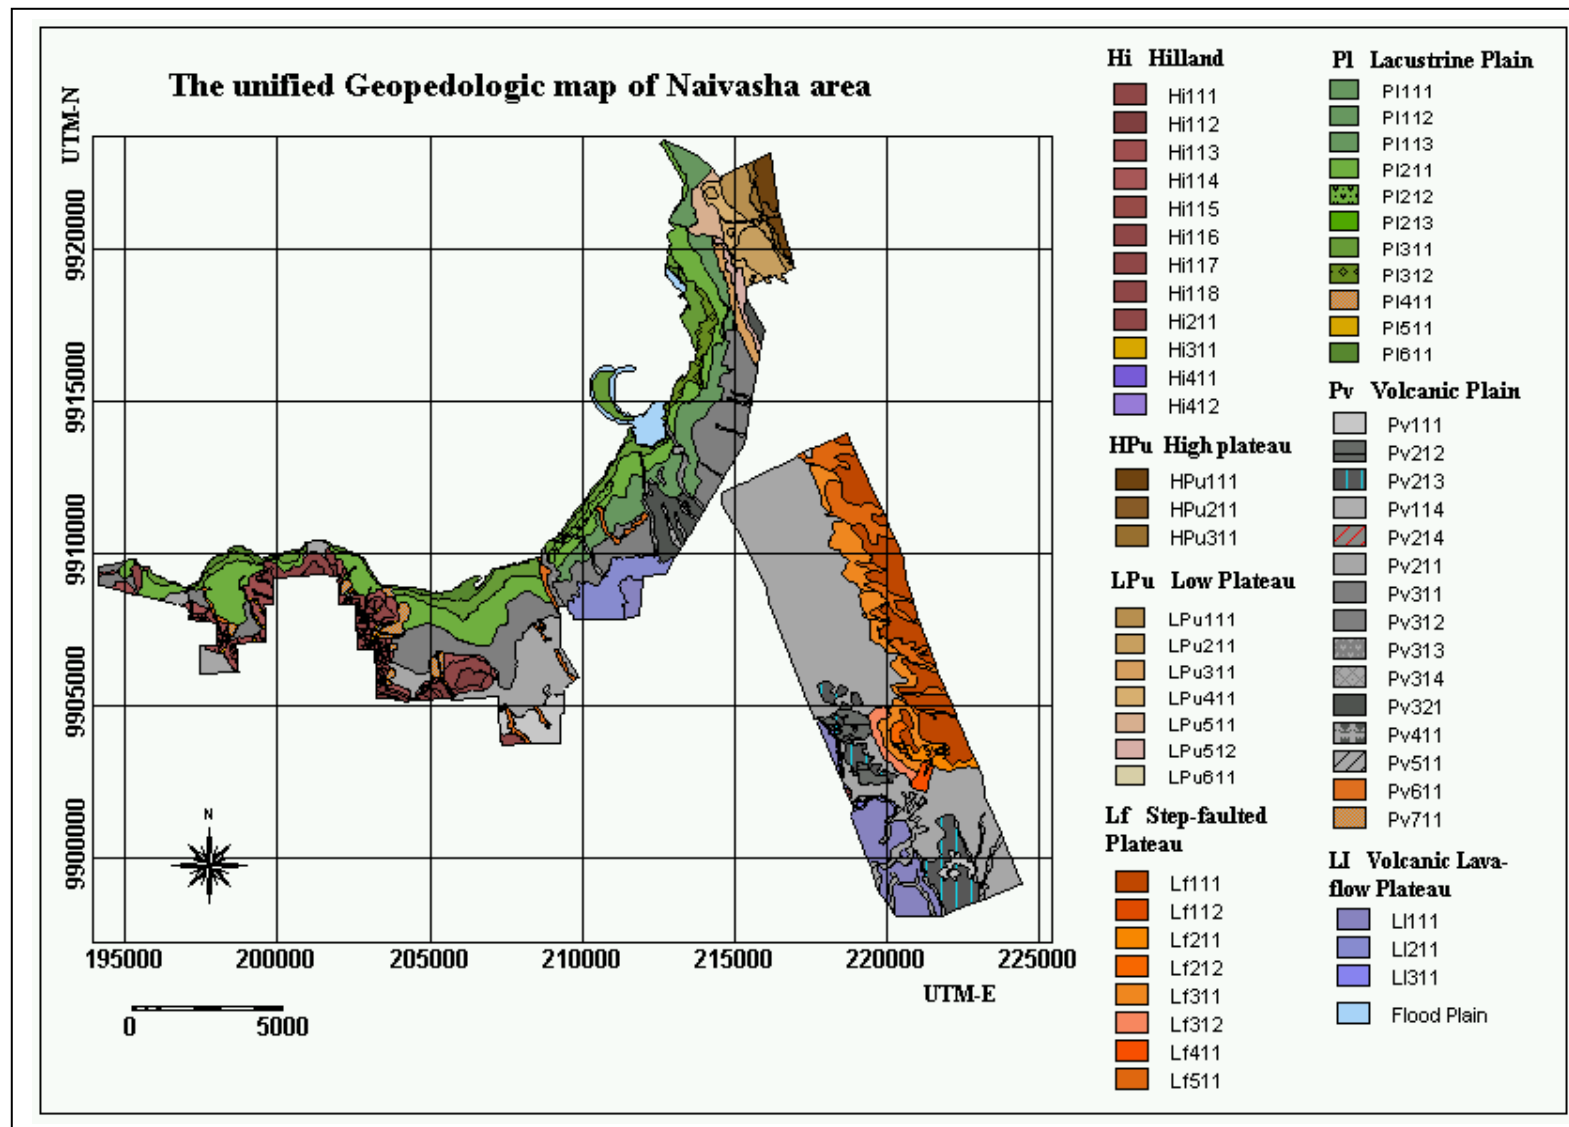 The unified Geopedologic map of Naivasha area
UTM-N
9920000
9915000
9910000
9905000
9900000
195000 200000 205000 210000 215000 220000 225000
UTM-E
N
0 5000
Hi Hilland
Hi111
Hi112
Hi113
Hi114
Hi115
Hi116
Hi117
Hi118
Hi211
Hi311
Hi411
Hi412
HPu High plateau
HPu111
HPu211
HPu311
LPu Low Plateau
LPu111
LPu211
LPu311
LPu411
LPu511
LPu512
LPu611
Lf Step-faulted
Plateau
Lf111
Lf112
Lf211
Lf212
Lf311
Lf312
Lf411
Lf511
Pl Lacustrine Plain
Pl111
Pl112
Pl113
Pl211
Pl212
Pl213
Pl311
Pl312
Pl411
Pl511
Pl611
Pv Volcanic Plain
Pv111
Pv212
Pv213
Pv114
Pv214
Pv211
Pv311
Pv312
Pv313
Pv314
Pv321
Pv411
Pv511
Pv611
Pv711
LI Volcanic Lava-
flow Plateau
Ll111
Ll211
Ll311
Flood Plain